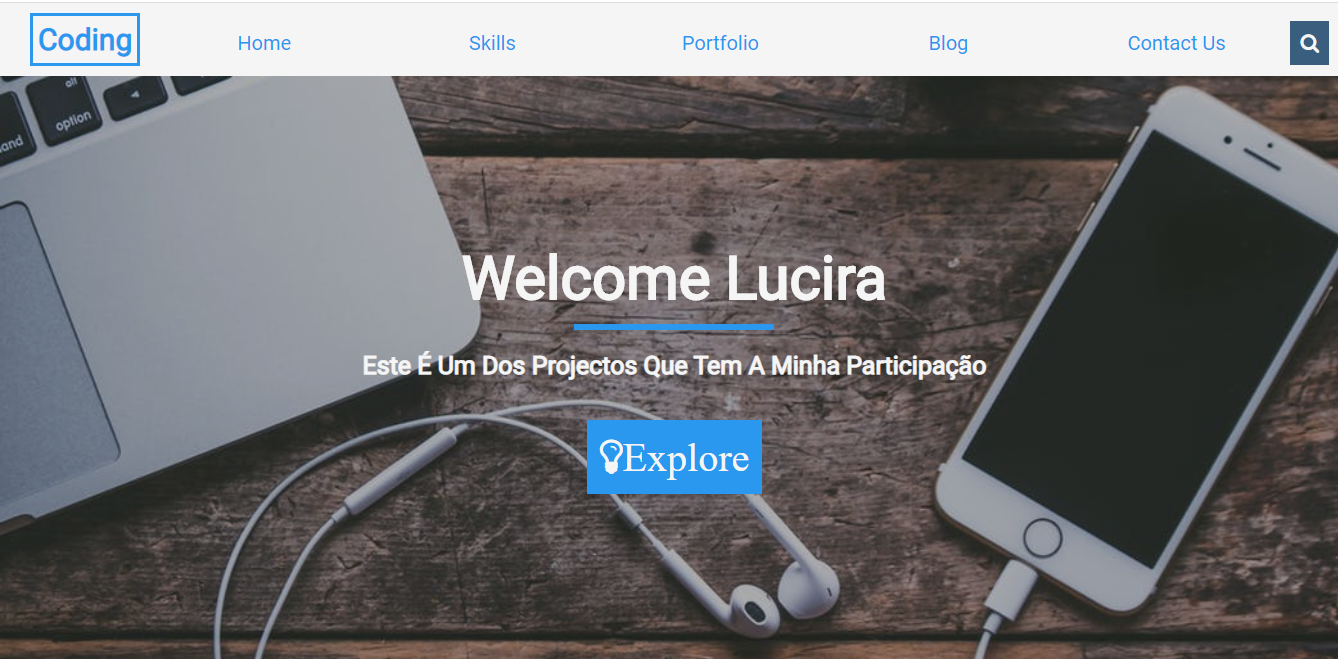 Coding Home Skills Portfolio Blog Contact Us
alt
option
Welcome Lucira
Este É Um Dos Projectos Que Tem A Minha Participação
Explore